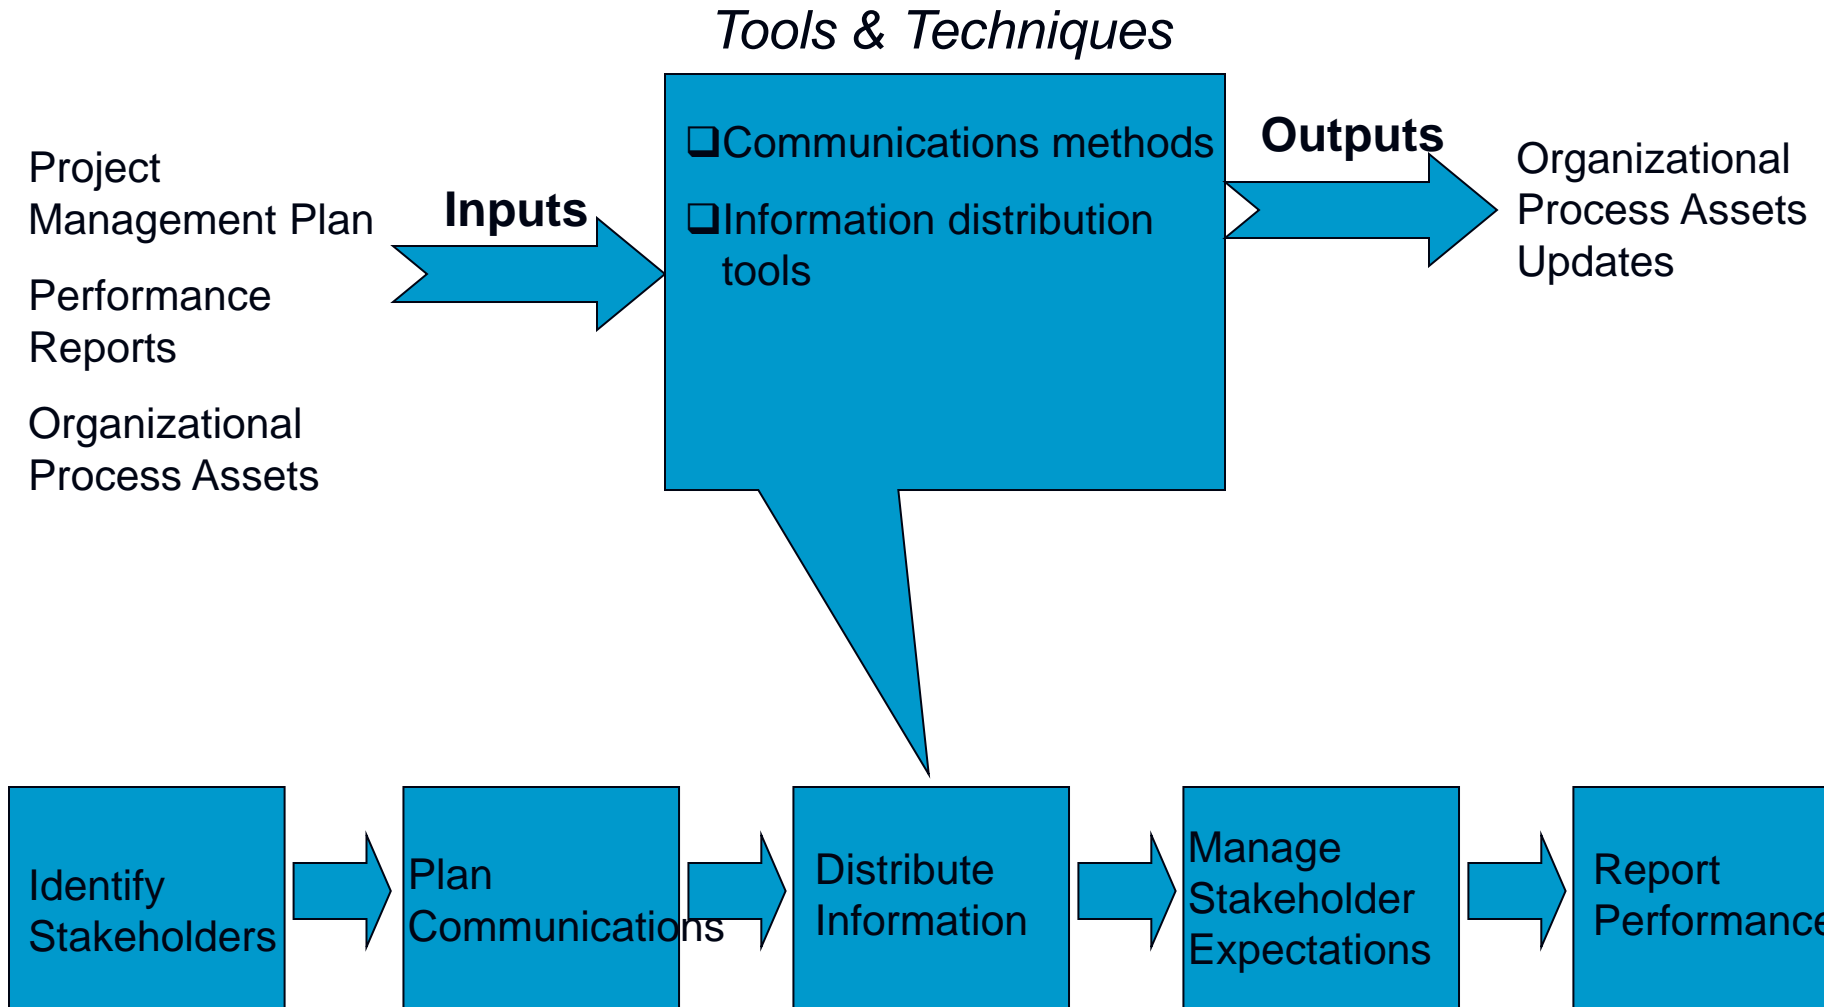 Tools & Techniques
Project
Management Plan
Performance
Reports
Organizational
Process Assets
Inputs
❑Communications methods
❑Information distribution
tools
Outputs
Organizational
Process Assets
Updates
Identify
Stakeholders
Plan
Communications
Distribute
Information
Manage
Stakeholder
Expectations
Report
Performance